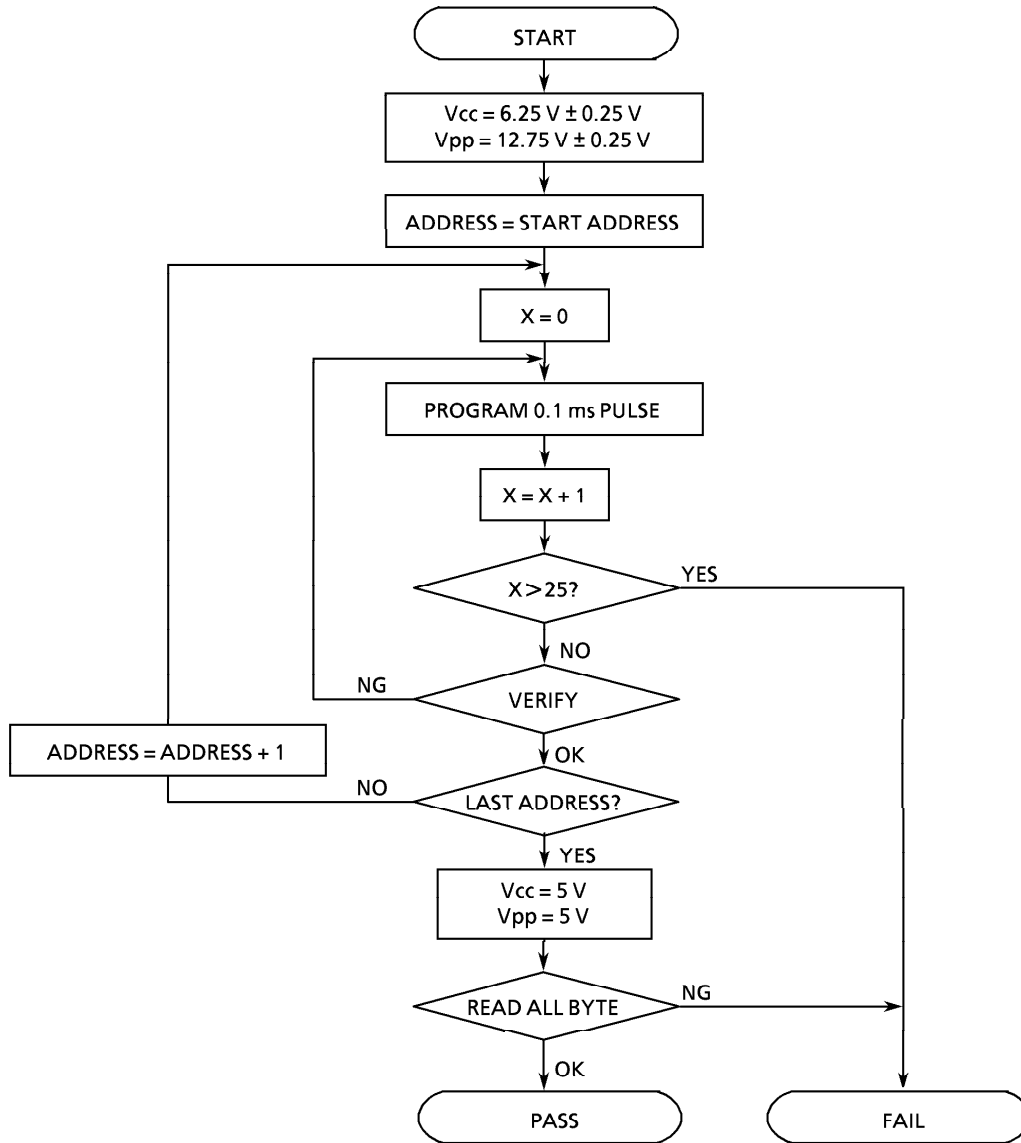 START
Vcc = 6.25 V ± 0.25 V
Vpp = 12.75 V ± 0.25 V
ADDRESS = START ADDRESS
X = 0
PROGRAM 0.1 ms PULSE
X = X + 1
X > 25?
YES
NO
VERIFY
NG
OK
ADDRESS = ADDRESS + 1
LAST ADDRESS?
NO
YES
Vcc = 5 V
Vpp = 5 V
READ ALL BYTE
NG
OK
PASS
FAIL